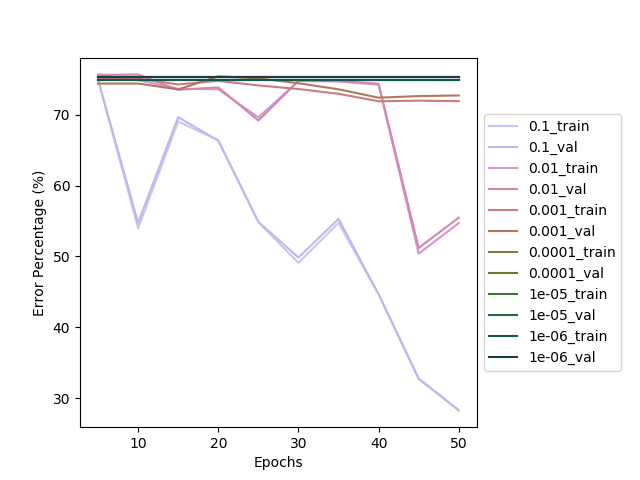 70
60
50
40
30
Error Percentage (%)
10
20
30
40
50
Epochs
0.1_train
0.1_val
0.01_train
0.01_val
0.001_train
0.001_val
0.0001_train
0.0001_val
1e-05_train
1e-05_val
1e-06_train
1e-06_val